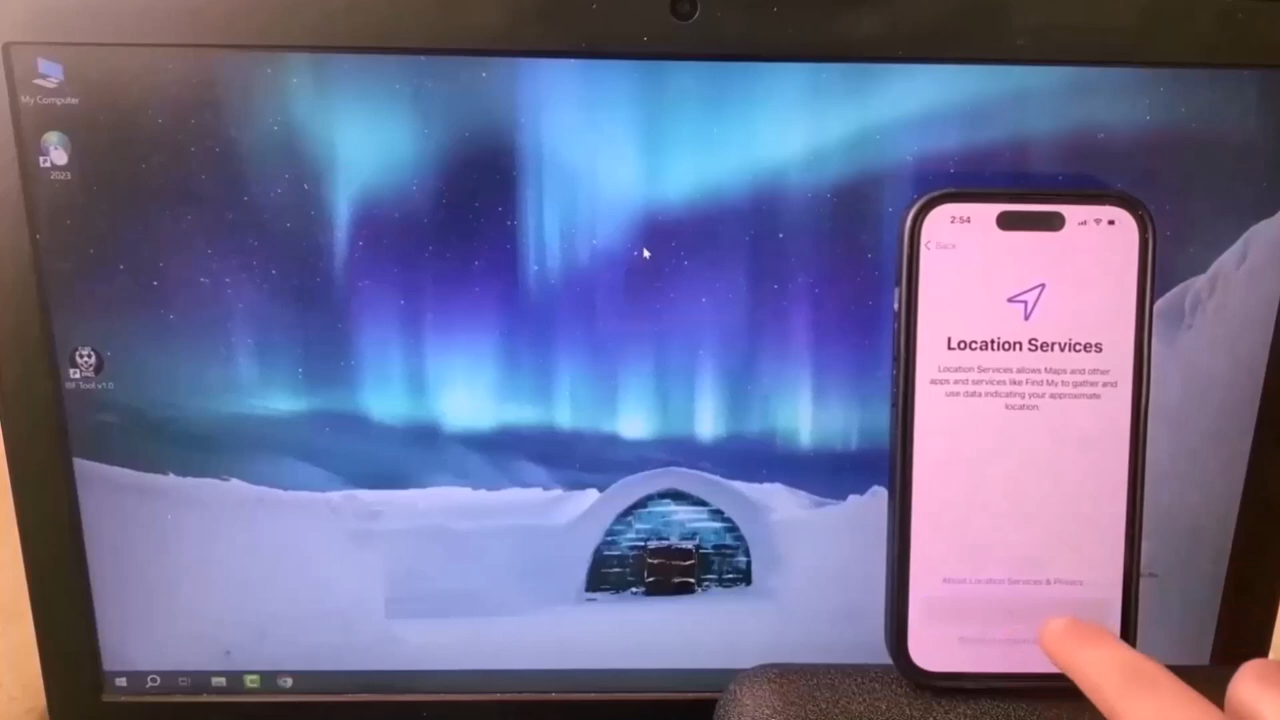 My Computer
2023
Tool v1.0
2:54
Back
Location Services
Location Services allows Maps and other
apps and services like Find My to gather and
use data indicating your approximate
location.
About Location Services & Privacy